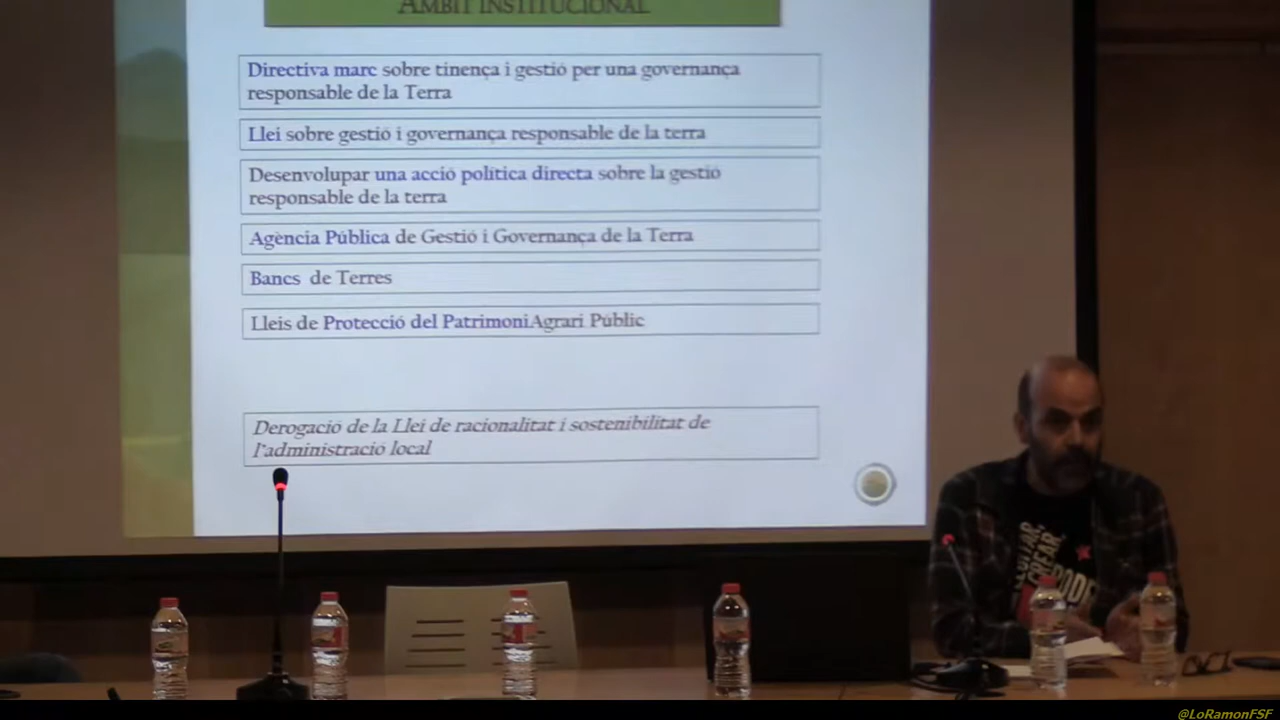 ÀMBIT INSTITUCIONAL
Directiva marc sobre tinença i gestió per una governança
responsable de la Terra
Llei sobre gestió i governança responsable de la terra
Desenvolupar una acció política directa sobre la gestió
responsable de la terra
Agència Pública de Gestió i Governança de la Terra
Bancs de Terres
Lleis de Protecció del PatrimoniAgrari Públic
Derogació de la Llei de racionalitat i sostenibilitat de
l'administració local
CREAR,
PODER
@LoRamonFSF